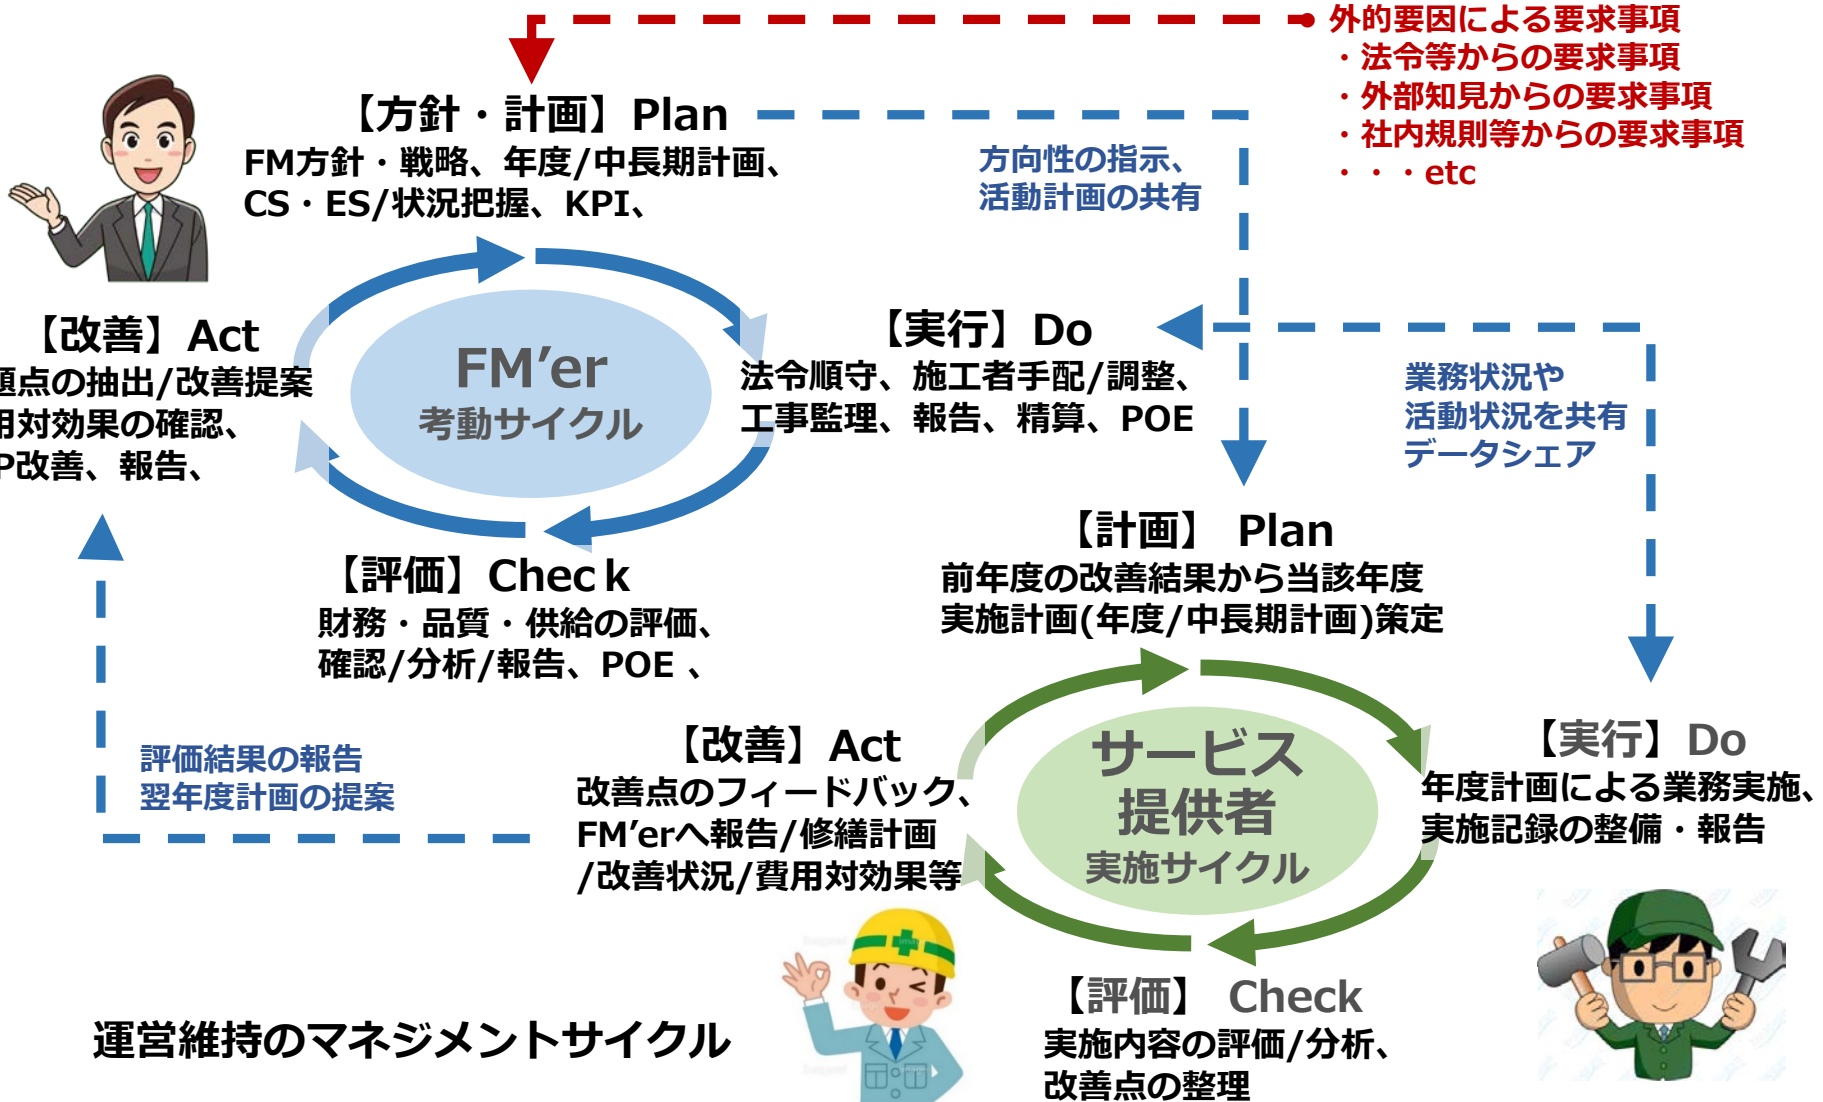 外的要因による要求事項
・法令等からの要求事項
・外部知見からの要求事項
・社内規則等からの要求事項
・・・etc
【方針・計画】Plan
FM方針・戦略、年度/中長期計画、
CS・ES/状況把握、KPI、
方向性の指示、
活動計画の共有
【改善】Act
題点の抽出/改善提案
用対効果の確認、
P改善、報告、
FM’er
考動サイクル
【実行】Do
法令順守、施工者手配/調整、
工事監理、報告、精算、POE
業務状況や
活動状況を共有
データシェア
【評価】Check
財務・品質・供給の評価、
確認/分析/報告、POE 、
【計画】 Plan
前年度の改善結果から当該年度
実施計画(年度/中長期計画)策定
評価結果の報告
翌年度計画の提案
【改善】Act
改善点のフィードバック、
FM’erへ報告/修繕計画
/改善状況/費用対効果等
サービス
提供者
実施サイクル
【実行】Do
年度計画による業務実施、
実施記録の整備・報告
【評価】 Check
実施内容の評価/分析、
改善点の整理
運営維持のマネジメントサイクル